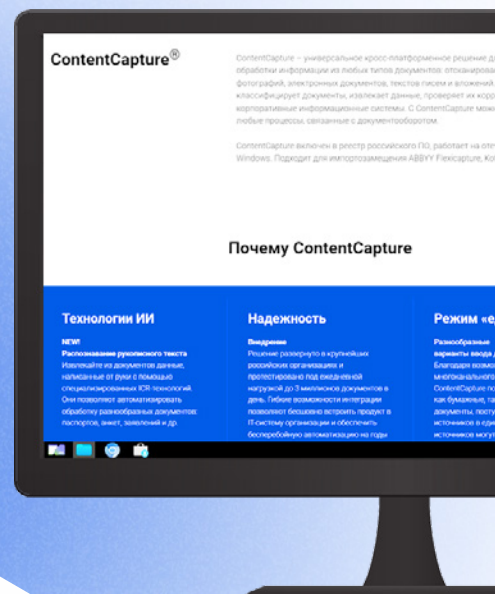 ContentCapture®
ContentCapture – универсальное кросс-платформенное решение
обработки информации из любых типов документов: отсканирова
фотографий, электронных документов, текстов писем и вложений.
классифицирует документы, извлекает данные, проверяет их корр
корпоративные информационные системы. С ContentCapture мож
любые процессы, связанные с документооборотом.
ContentCapture включен в реестр российского ПО, работает на оте
Windows. Подходит для импортозамещения ABBYY Flexicapture, Ko
Почему ContentCapture
Технологии ИИ
NEW!
Распознавание рукописного текста
Извлекайте из документов данные,
написанные от руки с помощью
специализированных ICR-технологий.
Они позволяют автоматизировать
обработку разнообразных документов:
паспортов, анкет, заявлений и др.
Надежность
Внедрение
Решение развернуто в крупнейших
российских организациях и
протестировано под ежедневной
нагрузкой до 3 миллионов документов в
день. Гибкие возможности интеграции
позволяют бесшовно встроить продукт в
IT-систему организации и обеспечить
бесперебойную автоматизацию на годы
Режим «е
Разнообразные
варианты ввода
Благодаря возмо
многоканального
ContentCapture по
как бумажные, та
документы, посту
источников в един
источников могут